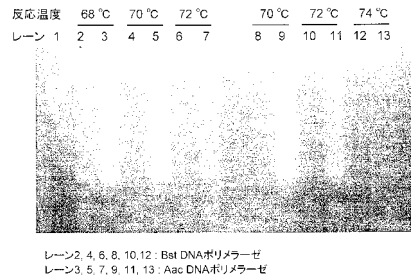 反応温度 68 °C 70 °C 72 °C 70 °C 72 °C 74 °C
レーン 1 2 3 4 5 6 7 8 9 10 11 12 13
レーン2, 4, 6, 8, 10,12 : Bst DNAポリメラーゼ
レーン3, 5, 7, 9, 11, 13 : Aac DNAポリメラーゼ